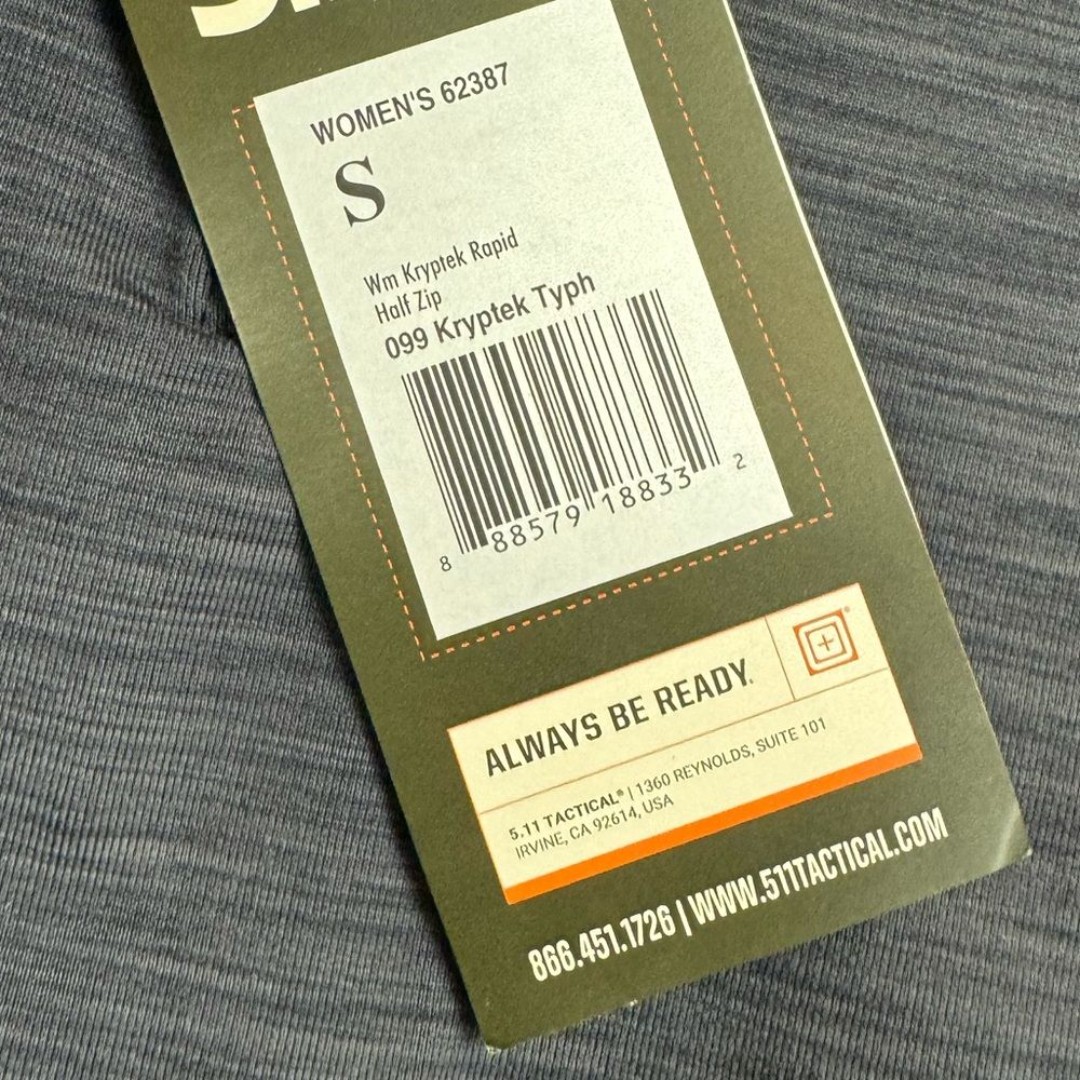 WOMEN'S 62387
S
Wm Kryptek Rapid
Half Zip
099 Kryptek Typh
8 88579 18833 2
ALWAYS BE READY.
5.11 TACTICAL® | 1360 REYNOLDS, SUITE 101
IRVINE, CA 92614, USA
866.451.1726 | WWW.511TACTICAL.COM